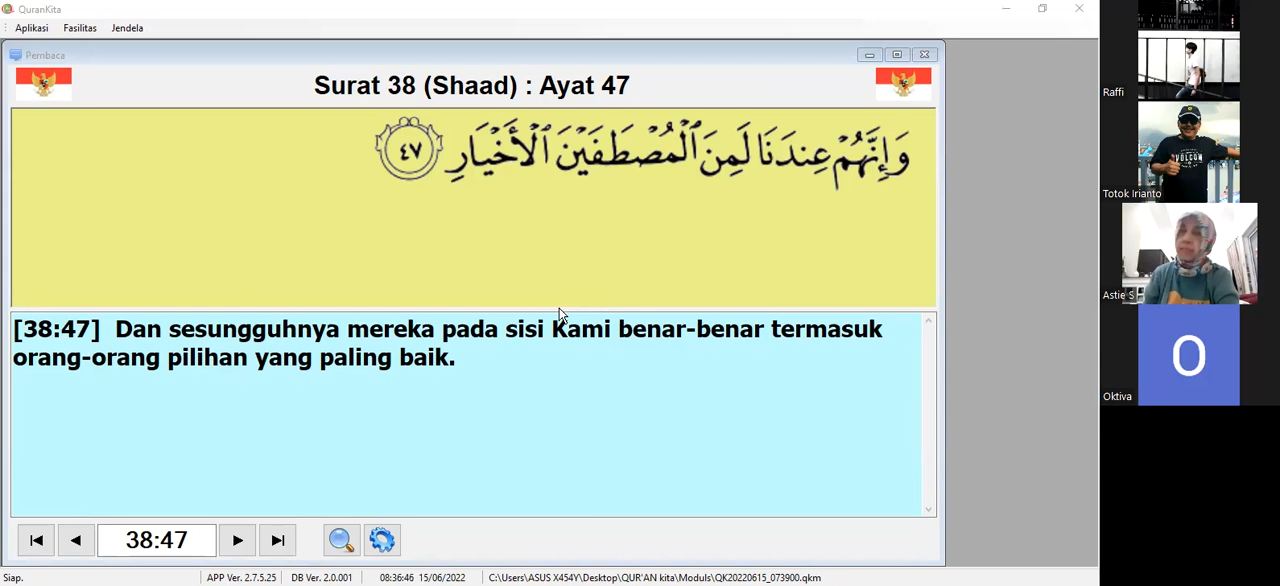 QuranKita
Aplikasi Fasilitas Jendela
Pembaca
Surat 38 (Shaad) : Ayat 47
وَإِنَّهُمْ عِندَنَا لَمِنَ ٱلْمُصْطَفَيْنَ ٱلْأَخْيَارِ ٤٧
[38:47] Dan sesungguhnya mereka pada sisi Kami benar-benar termasuk
orang-orang pilihan yang paling baik.
38:47
Siap.
APP Ver. 2.7.5.25
DB Ver. 2.0.001
08:36:46 15/06/2022
C:\Users\ASUS X454Y\Desktop\QUR'AN kita\Moduls\QK20220615_073900.qkm
Raffi
VOLCOM
Totok Irianto
Astie S
O
Oktiva